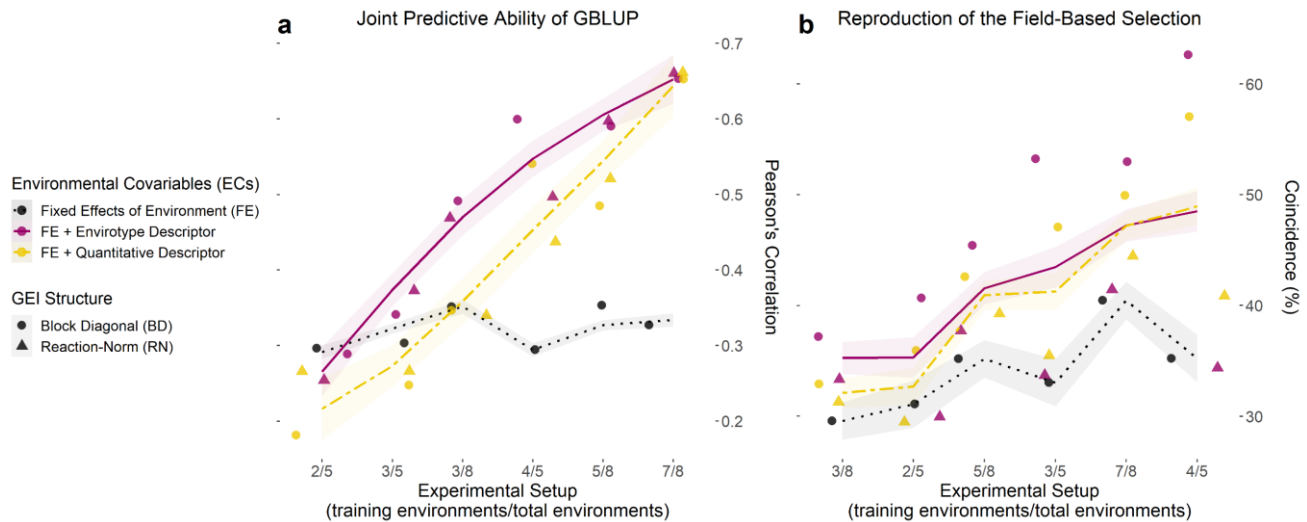 a
Joint Predictive Ability of GBLUP
b
Reproduction of the Field-Based Selection
Environmental Covariables (ECs)
Fixed Effects of Environment (FE)
FE + Envirotype Descriptor
FE + Quantitative Descriptor
GEI Structure
Block Diagonal (BD)
Reaction-Norm (RN)
0.7
0.6
0.5
0.4
0.3
0.2
Pearson's Correlation
2/5 3/5 3/8 4/5 5/8 7/8
Experimental Setup
(training environments/total environments)
60
50
40
30
Coincidence (%)
3/8 2/5 5/8 3/5 7/8 4/5
Experimental Setup
(training environments/total environments)